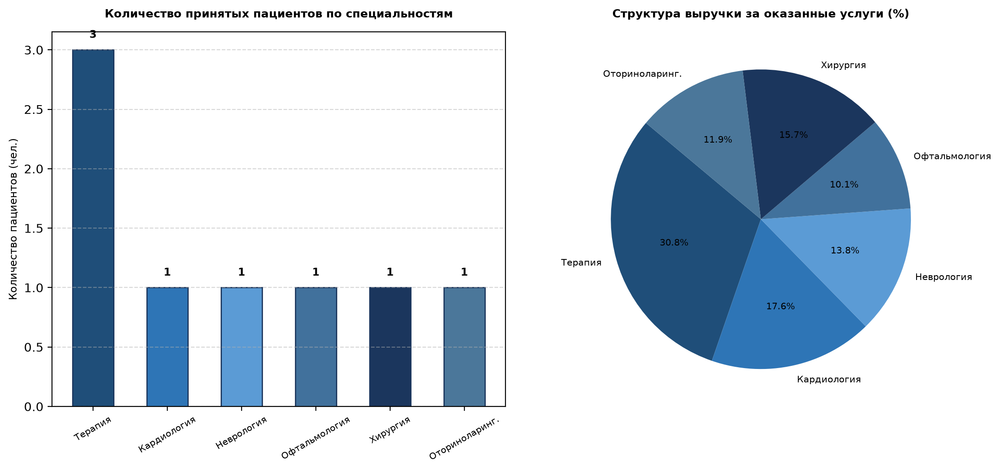 Количество принятых пациентов по специальностям
3
3.0
2.5
2.0
1.5
1.0
0.5
0.0
Количество пациентов (чел.)
1
1
1
1
1
Терапия
Кардиология
Неврология
Офтальмология
Хирургия
Оториноларинг.
Структура выручки за оказанные услуги (%)
Хирургия
Оториноларинг.
15.7%
11.9%
Офтальмология
10.1%
30.8%
13.8%
Терапия
Неврология
17.6%
Кардиология